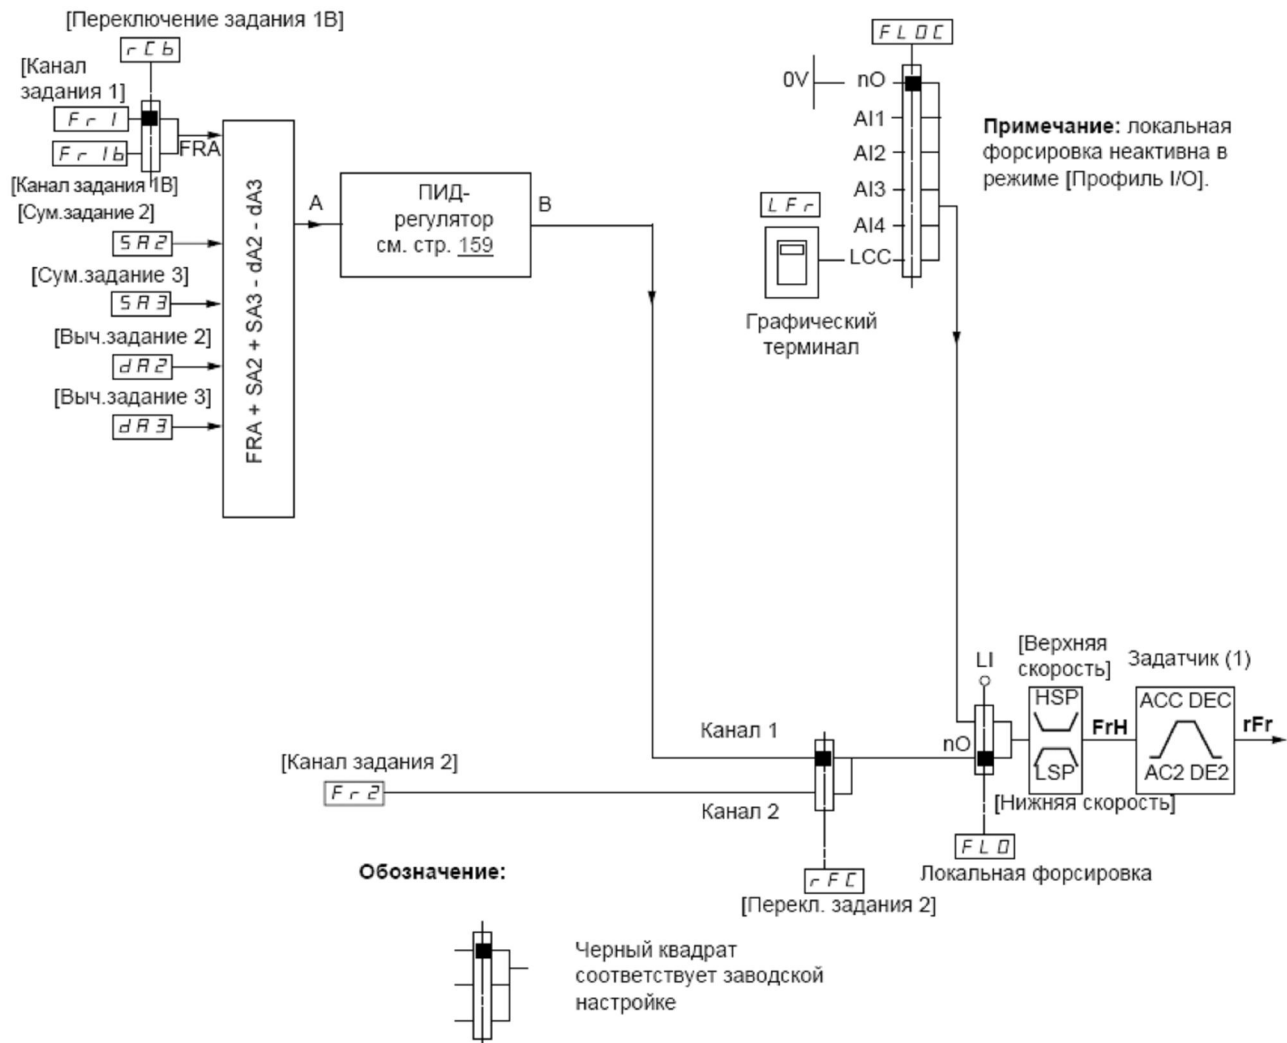 [Переключение задания 1B]
rCb
[Канал
задания 1]
Fr1
Fr1b
FRA
[Канал задания 1B]
[Сум.задание 2]
SA2
[Сум.задание 3]
SA3
[Выч.задание 2]
dA2
[Выч.задание 3]
dA3
FRA + SA2 + SA3 - dA2 - dA3
A
ПИД-
регулятор
см. стр. 159
B
FLOC
0V
nO
AI1
AI2
AI3
AI4
LCC
LFr
Графический
терминал
Примечание: локальная
форсировка неактивна в
режиме [Профиль I/O].
[Канал задания 2]
Fr2
Канал 1
Канал 2
rFC
[Перекл. задания 2]
LI
nO
FLO
Локальная форсировка
[Верхняя
скорость]
HSP
LSP
[Нижняя скорость]
FrH
Задатчик (1)
ACC DEC
AC2 DE2
rFr
Обозначение:
Черный квадрат
соответствует заводской
настройке